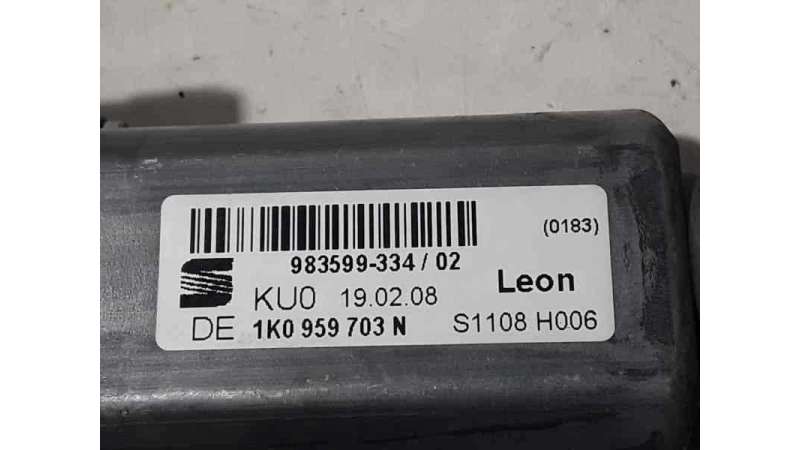 (0183)
983599-334 / 02
KU0 19.02.08 Leon
DE 1K0 959 703 N S1108 H006